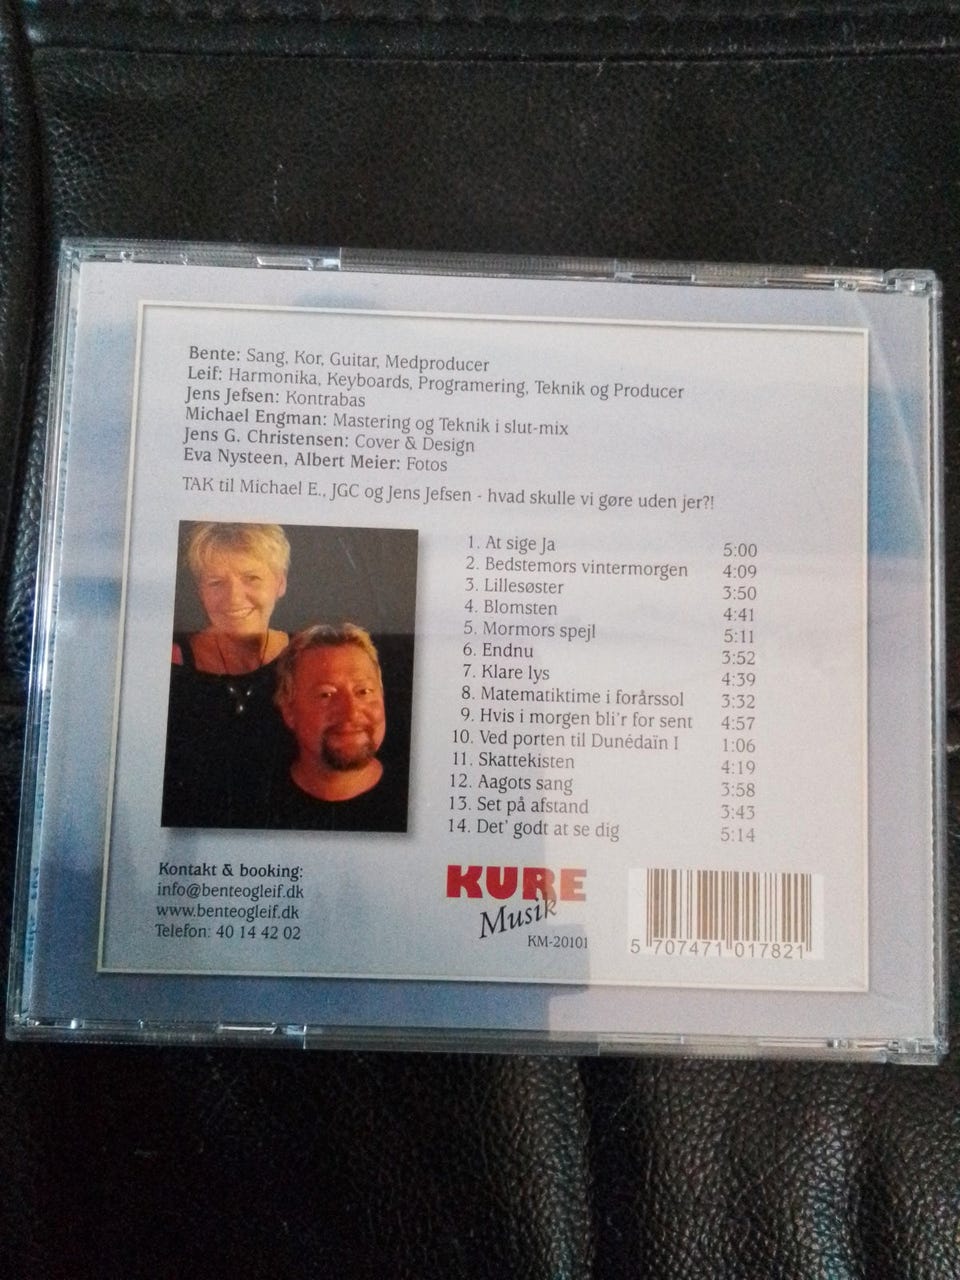 Bente: Sang, Kor, Guitar, Medproducer
Leif: Harmonika, Keyboards, Programering, Teknik og Producer
Jens Jefsen: Kontrabas
Michael Engman: Mastering og Teknik i slut-mix
Jens G. Christensen: Cover & Design
Eva Nysteen, Albert Meier: Fotos
TAK til Michael E., JGC og Jens Jefsen - hvad skulle vi gøre uden jer?!
1. At sige Ja 5:00
2. Bedstemors vintermorgen 4:09
3. Lillesøster 3:50
4. Blomsten 4:41
5. Mormors spejl 5:11
6. Endnu 3:52
7. Klare lys 4:39
8. Matematiktime i forårssol 3:32
9. Hvis i morgen bli'r for sent 4:57
10. Ved porten til Dunédaïn I 1:06
11. Skattekisten 4:19
12. Aagots sang 3:58
13. Set på afstand 3:43
14. Det' godt at se dig 5:14
Kontakt & booking:
info@benteogleif.dk
www.benteogleif.dk
Telefon: 40 14 42 02
KURE
Musik
KM-20101
5 707471 017821